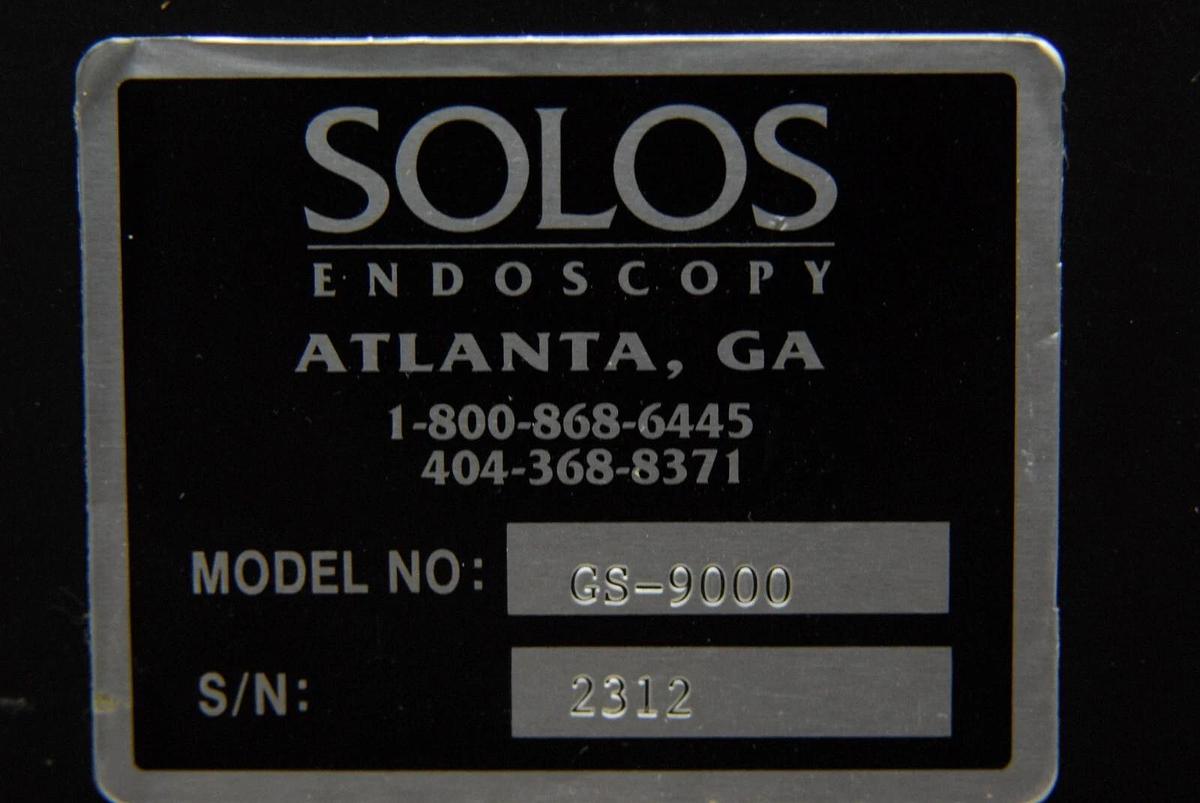 SOLOS
ENDOSCOPY
ATLANTA, GA
1-800-868-6445
404-368-8371
MODEL NO: GS-9000
S/N: 2312